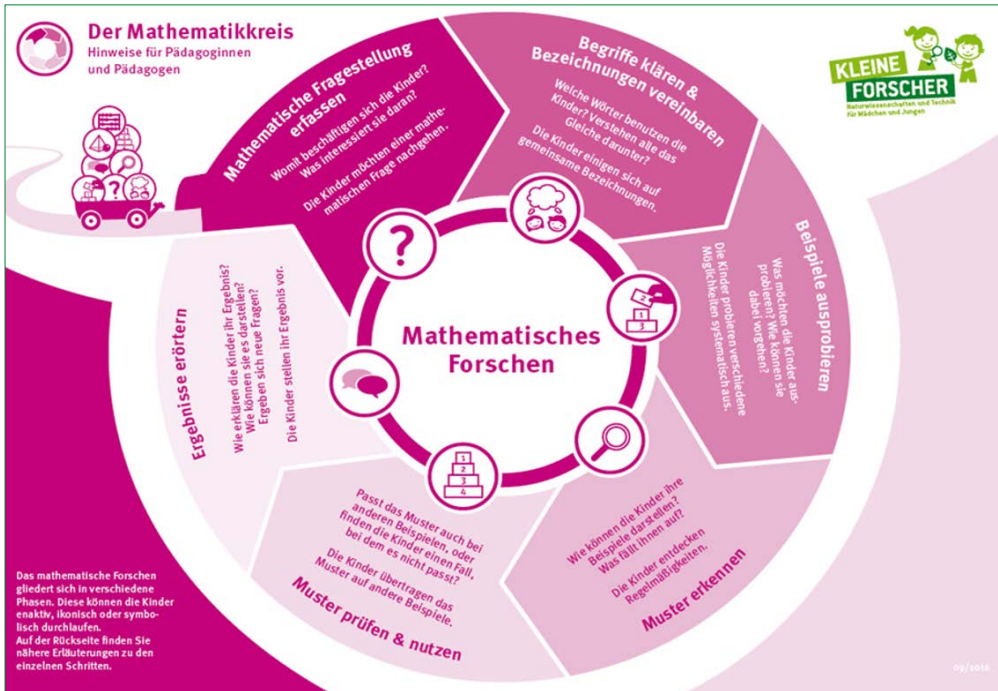 Der Mathematikkreis
Hinweise für Pädagoginnen
und Pädagogen
KLEINE
FORSCHER
Naturwissenschaften und Technik
für Mädchen und Jungen
Mathematische Fragestellung
erfassen
Womit beschäftigen sich die Kinder?
Was interessiert sie daran?
Die Kinder möchten einer mathe-
matischen Frage nachgehen.
Begriffe klären &
Bezeichnungen vereinbaren
Welche Wörter benutzen die
Kinder? Verstehen alle das
Gleiche darunter?
Die Kinder einigen sich auf
gemeinsame Bezeichnungen.
Beispiele ausprobieren
Was möchten die Kinder aus-
probieren? Wie können sie
dabei vorgehen?
Die Kinder probieren verschiedene
Möglichkeiten systematisch aus.
Wie können die Kinder ihre
Beispiele darstellen?
Was fällt ihnen auf?
Die Kinder entdecken
Regelmäßigkeiten.
Muster erkennen
Passt das Muster auch bei
anderen Beispielen, oder
finden die Kinder einen Fall,
bei dem es nicht passt?
Die Kinder übertragen das
Muster auf andere Beispiele.
Muster prüfen & nutzen
Ergebnisse erörtern
Wie erklären die Kinder ihr Ergebnis?
Wie können sie es darstellen?
Ergeben sich neue Fragen?
Die Kinder stellen ihr Ergebnis vor.
Mathematisches
Forschen
?
?
2
1
3
1
2
3
4
Das mathematische Forschen
gliedert sich in verschiedene
Phasen. Diese können die Kinder
enaktiv, ikonisch oder symbo-
lisch durchlaufen.
Auf der Rückseite finden Sie
nähere Erläuterungen zu den
einzelnen Schritten.